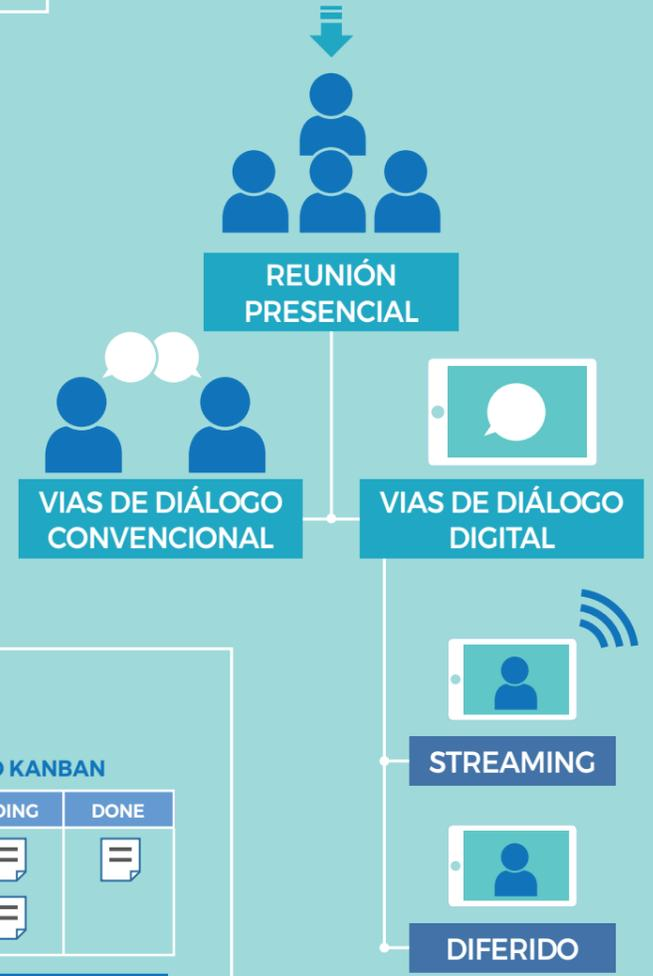 REUNIÓN
PRESENCIAL
VIAS DE DIÁLOGO
CONVENCIONAL
VIAS DE DIÁLOGO
DIGITAL
STREAMING
DIFERIDO
KANBAN
DONE